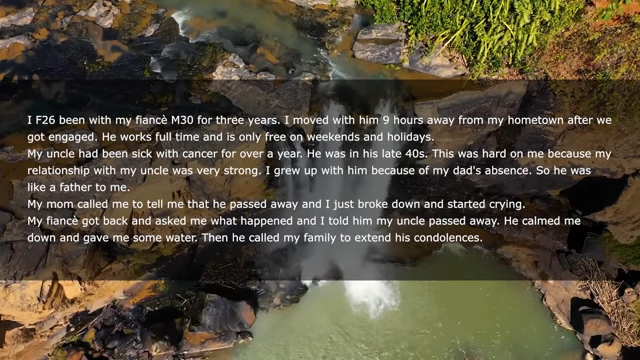 I F26 been with my fiancè M30 for three years. I moved with him 9 hours away from my hometown after we
got engaged. He works full time and is only free on weekends and holidays.
My uncle had been sick with cancer for over a year. He was in his late 40s. This was hard on me because my
relationship with my uncle was very strong. I grew up with him because of my dad's absence. So he was
like a father to me.
My mom called me to tell me that he passed away and I just broke down and started crying.
My fiancè got back and asked me what happened and I told him my uncle passed away. He calmed me
down and gave me some water. Then he called my family to extend his condolences.